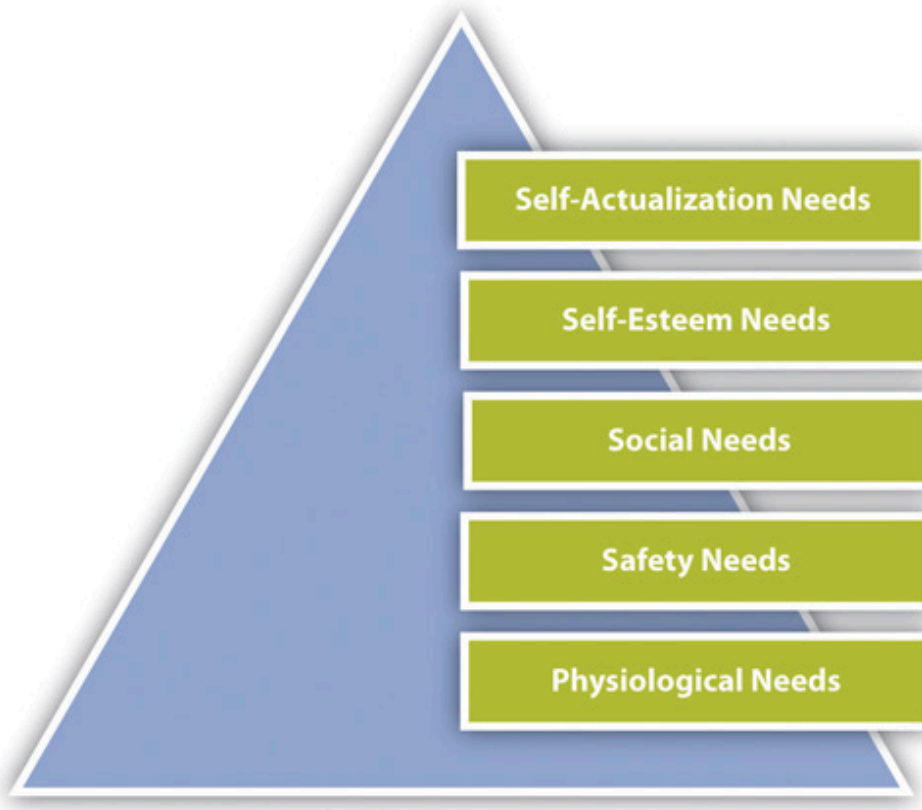 Self-Actualization Needs
Self-Esteem Needs
Social Needs
Safety Needs
Physiological Needs